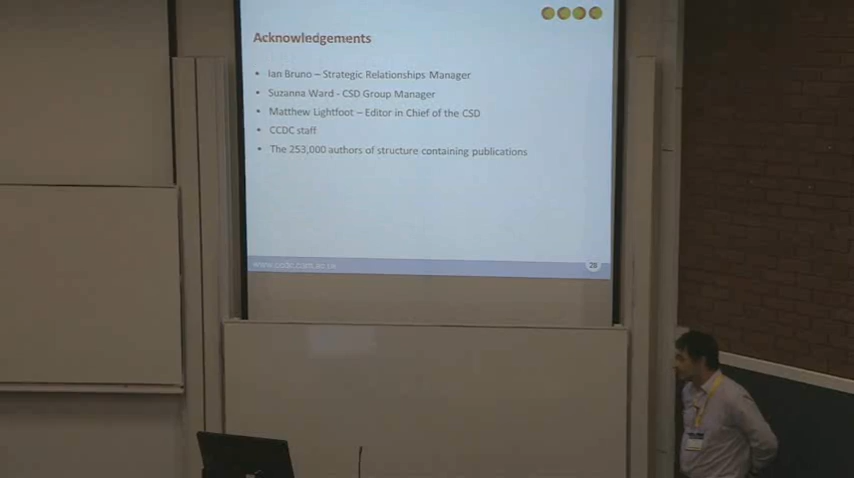 Acknowledgements
Ian Bruno – Strategic Relationships Manager
Suzanna Ward - CSD Group Manager
Matthew Lightfoot – Editor in Chief of the CSD
CCDC staff
The 253,000 authors of structure containing publications
www.ccdc.cam.ac.uk